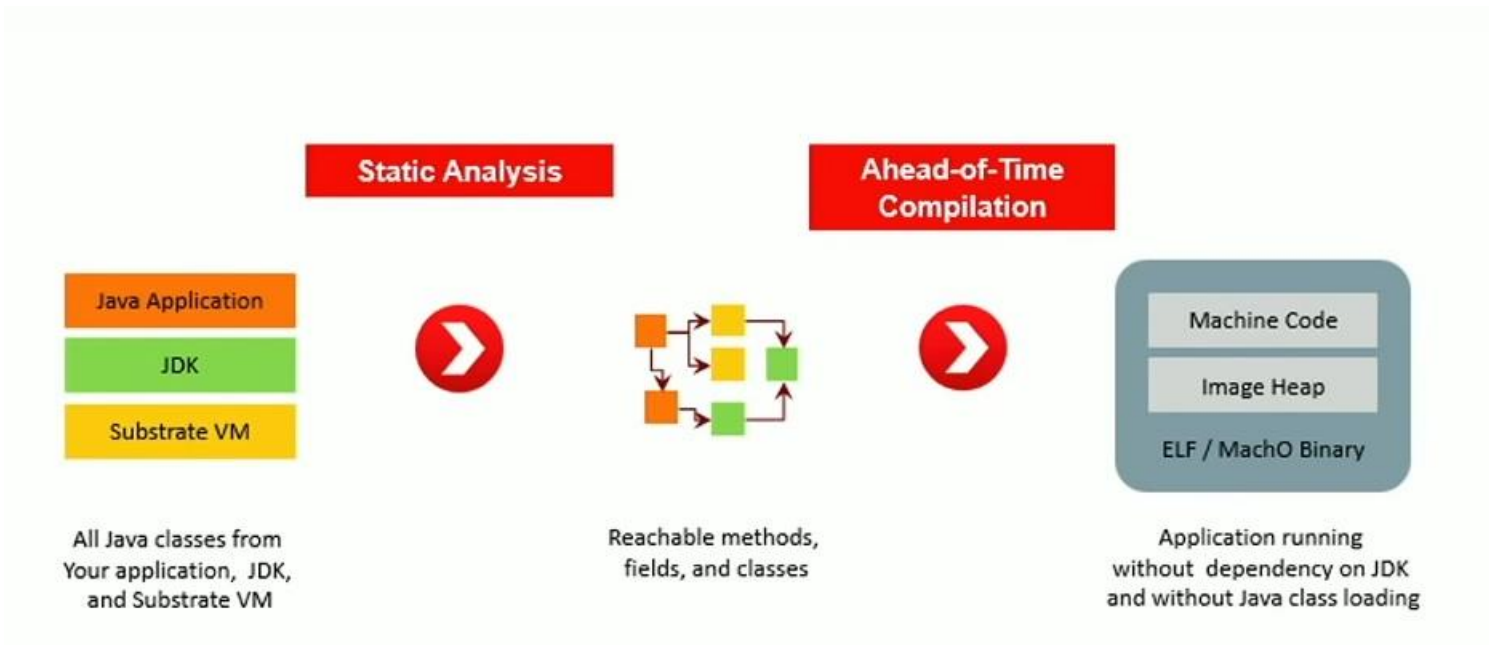 Static Analysis
Ahead-of-Time
Compilation
Java Application
JDK
Substrate VM
Machine Code
Image Heap
ELF / MachO Binary
All Java classes from
Your application, JDK,
and Substrate VM
Reachable methods,
fields, and classes
Application running
without dependency on JDK
and without Java class loading